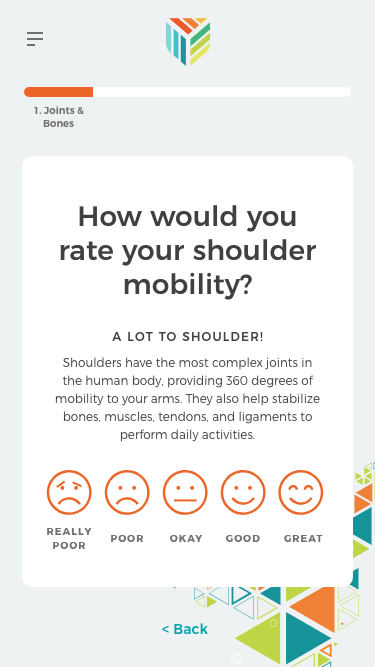 1. Joints &
Bones
How would you
rate your shoulder
mobility?
A LOT TO SHOULDER!
Shoulders have the most complex joints in
the human body, providing 360 degrees of
mobility to your arms. They also help stabilize
bones, muscles, tendons, and ligaments to
perform daily activities.
REALLY
POOR
POOR
OKAY
GOOD
GREAT
< Back